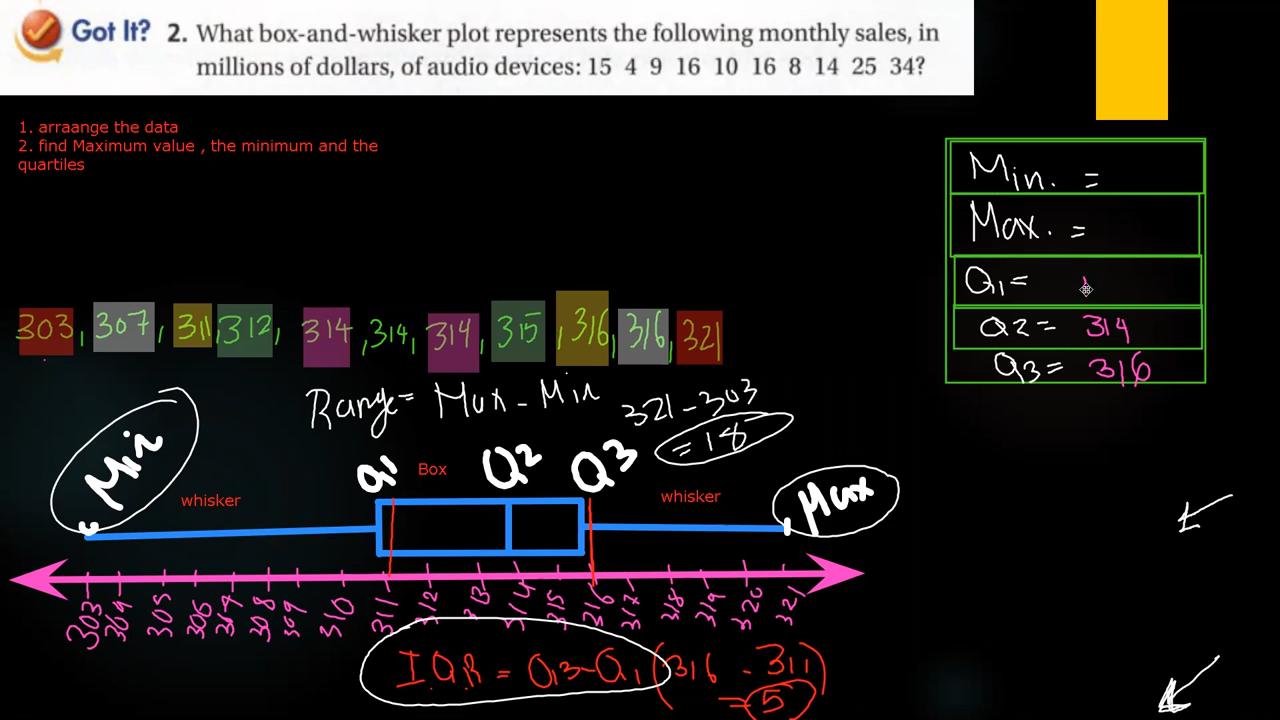 Got It? 2. What box-and-whisker plot represents the following monthly sales, in
millions of dollars, of audio devices: 15 4 9 16 10 16 8 14 25 34?
1. arraange the data
2. find Maximum value , the minimum and the
quartiles
Min. =
Max. =
Q1=
Q2= 314
Q3= 316
303, 307, 311, 312, 314, 314, 314, 315, 316, 316, 321
Range= Max - Min
321-303
= 18
Min
Q1
Box
Q2
Q3
whisker
whisker
Max
303 304 305 306 307 308 309 310 311 312 313 314 315 316 317 318 319 320 321
I.Q.R = Q3-Q1 (316 - 311)
= 5